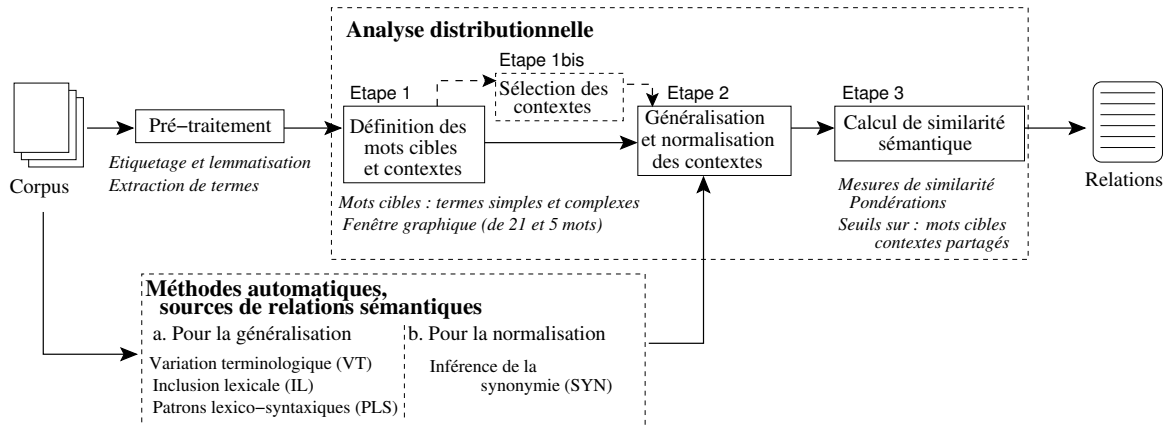 Analyse distributionnelle
Etape 1bis
Sélection des
contextes
Etape 1
Définition des
mots cibles
et contextes
Etape 2
Généralisation
et normalisation
des contextes
Etape 3
Calcul de similarité
sémantique
Pré−traitement
Etiquetage et lemmatisation
Extraction de termes
Corpus
Relations
Mots cibles : termes simples et complexes
Fenêtre graphique (de 21 et 5 mots)
Mesures de similarité
Pondérations
Seuils sur : mots cibles
contextes partagés
Méthodes automatiques,
sources de relations sémantiques
a. Pour la généralisation
Variation terminologique (VT)
Inclusion lexicale (IL)
Patrons lexico−syntaxiques (PLS)
b. Pour la normalisation
Inférence de la
synonymie (SYN)